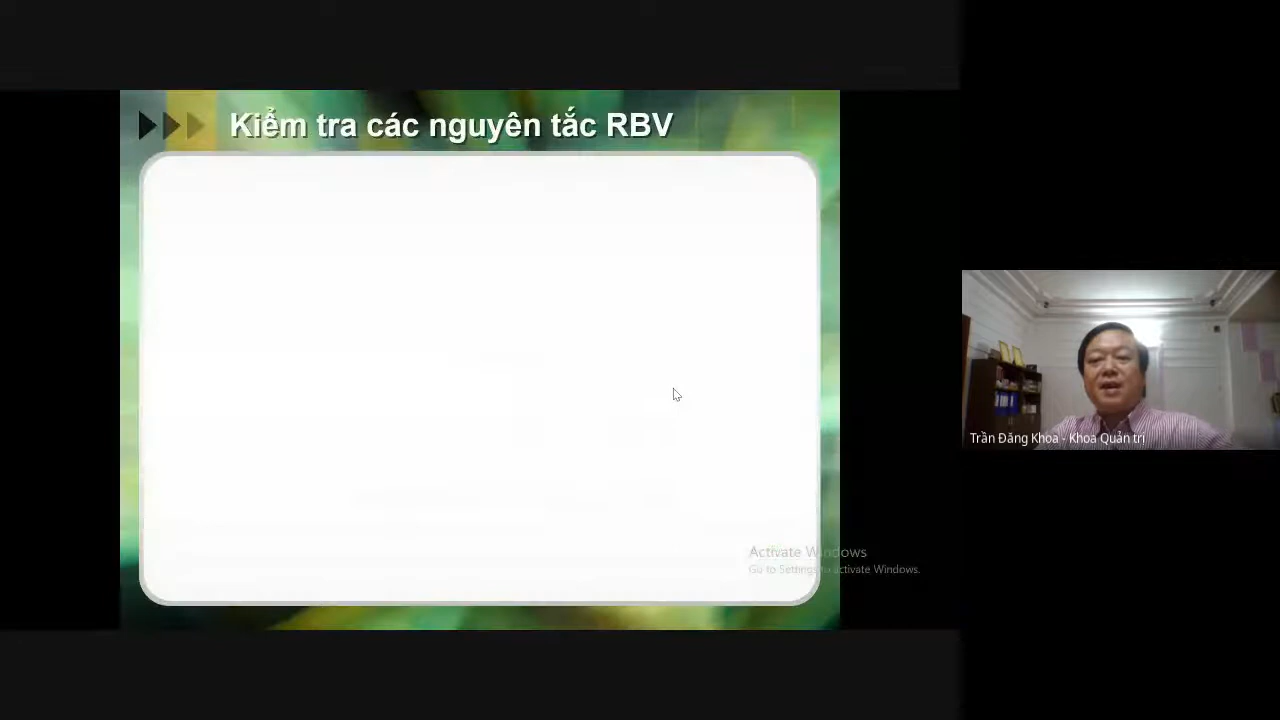 Kiểm tra các nguyên tắc RBV
Trần Đăng Khoa - Khoa Quản trị
Activate Windows
Go to Settings to activate Windows.